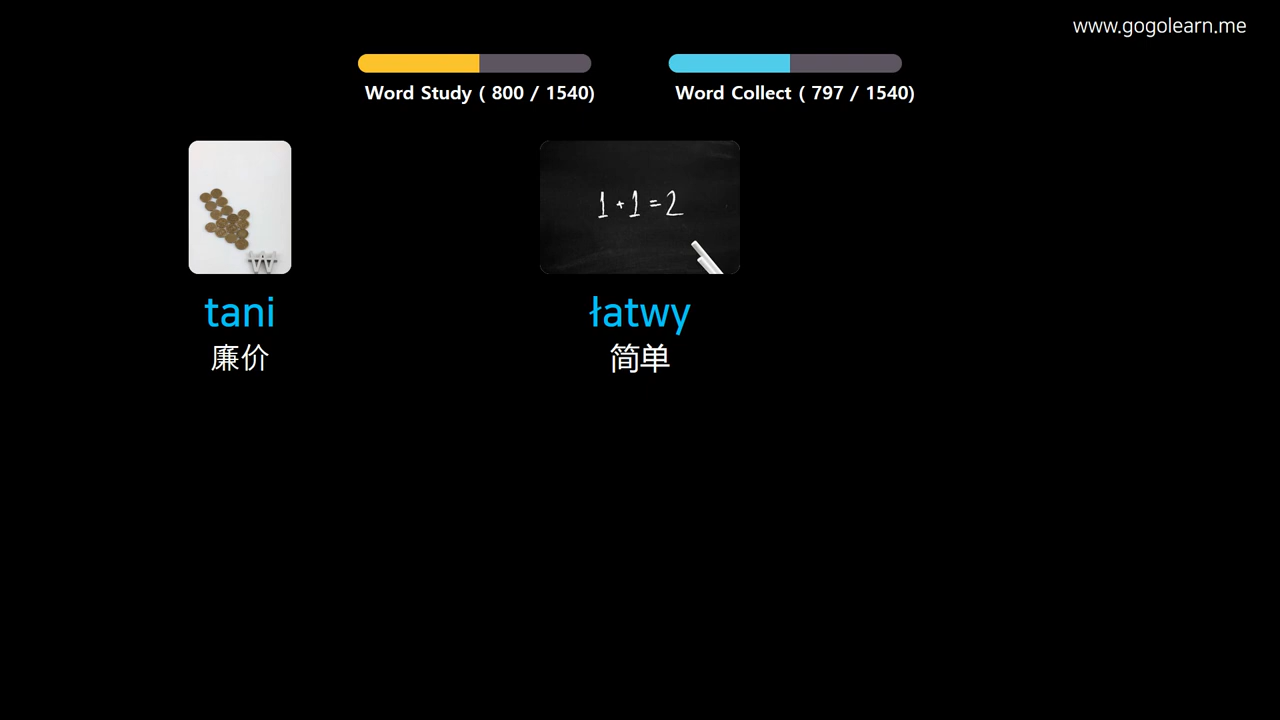 www.gogolearn.me
Word Study ( 800 / 1540)
Word Collect ( 797 / 1540)
1 + 1 = 2
₩
tani
łatwy
廉价
简单